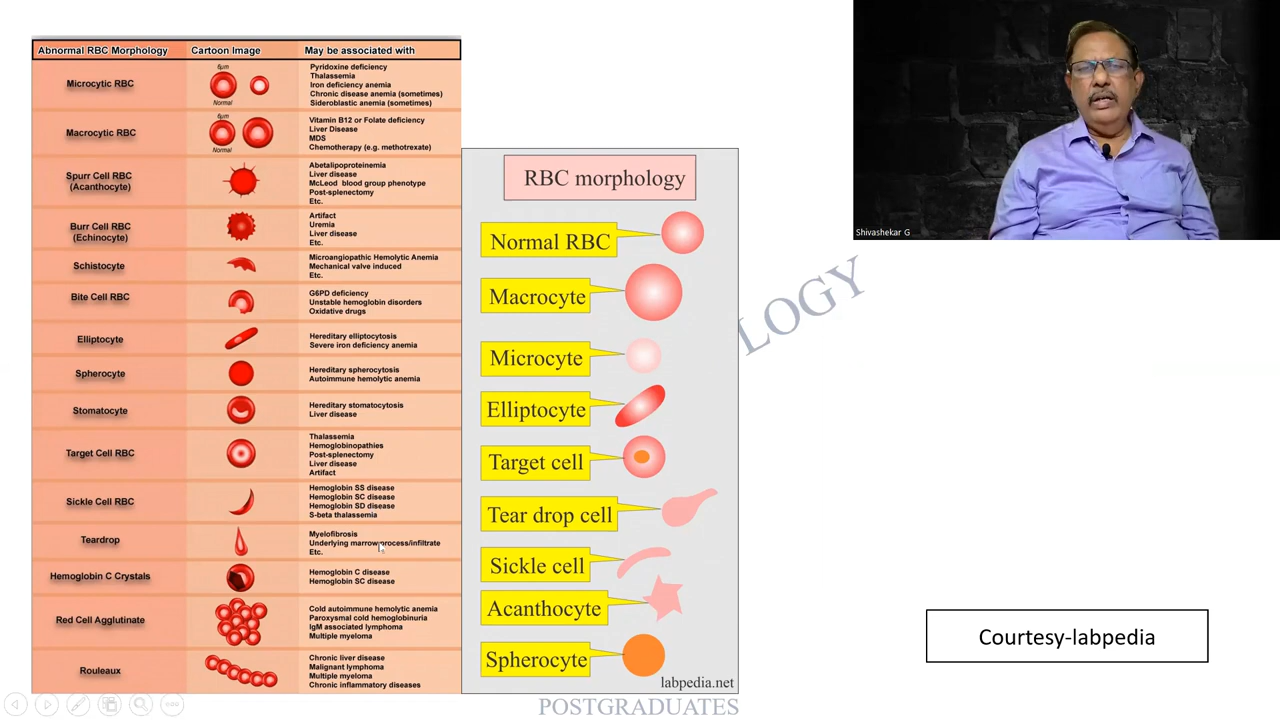 Abnormal RBC Morphology
Cartoon Image
May be associated with
Microcytic RBC
6µm
Normal
Pyridoxine deficiency
Thalassemia
Iron deficiency anemia
Chronic disease anemia (sometimes)
Sideroblastic anemia (sometimes)
Macrocytic RBC
6µm
Normal
Vitamin B12 or Folate deficiency
Liver Disease
MDS
Chemotherapy (e.g. methotrexate)
Spurr Cell RBC
(Acanthocyte)
Abetalipoproteinemia
Liver disease
McLeod blood group phenotype
Post-splenectomy
Etc.
Burr Cell RBC
(Echinocyte)
Artifact
Uremia
Liver disease
Etc.
Schistocyte
Microangiopathic Hemolytic Anemia
Mechanical valve induced
Etc.
Bite Cell RBC
G6PD deficiency
Unstable hemoglobin disorders
Oxidative drugs
Elliptocyte
Hereditary elliptocytosis
Severe iron deficiency anemia
Spherocyte
Hereditary spherocytosis
Autoimmune hemolytic anemia
Stomatocyte
Hereditary stomatocytosis
Liver disease
Target Cell RBC
Thalassemia
Hemoglobinopathies
Post-splenectomy
Liver disease
Artifact
Sickle Cell RBC
Hemoglobin SS disease
Hemoglobin SC disease
Hemoglobin SD disease
S-beta thalassemia
Teardrop
Myelofibrosis
Underlying marrow process/infiltrate
Etc.
Hemoglobin C Crystals
Hemoglobin C disease
Hemoglobin SC disease
Red Cell Agglutinate
Cold autoimmune hemolytic anemia
Paroxysmal cold hemoglobinuria
IgM associated lymphoma
Multiple myeloma
Rouleaux
Chronic liver disease
Malignant lymphoma
Multiple myeloma
Chronic inflammatory diseases
RBC morphology
Normal RBC
Macrocyte
Microcyte
Elliptocyte
Target cell
Tear drop cell
Sickle cell
Acanthocyte
Spherocyte
labpedia.net
LOGY
POSTGRADUATES
Shivashekar G
Courtesy-labpedia